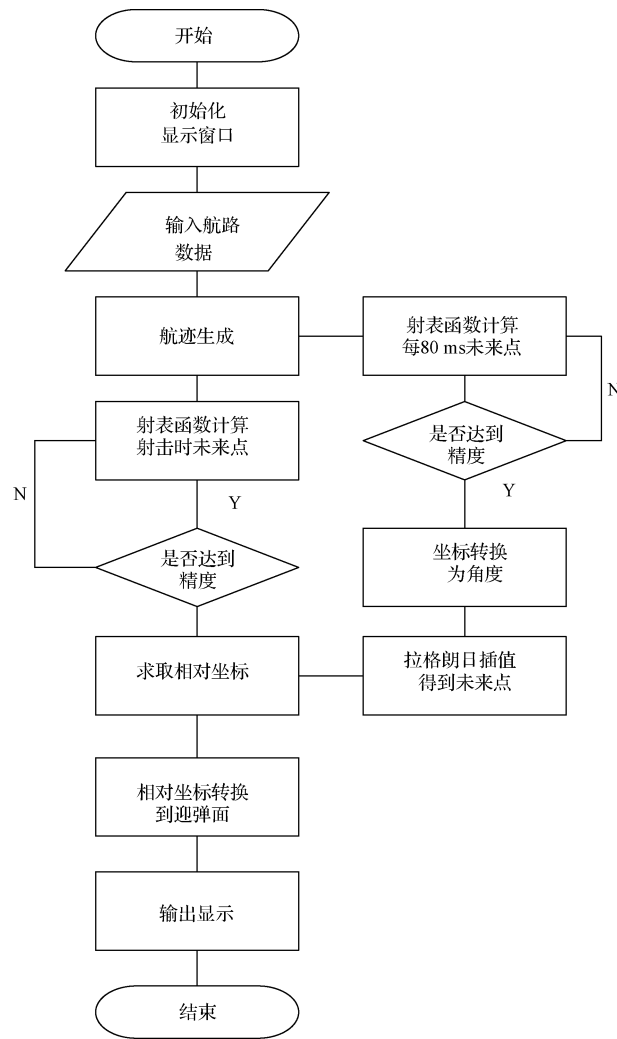 开始
初始化
显示窗口
输入航路
数据
航迹生成
射表函数计算
每80 ms未来点
N
射表函数计算
射击时未来点
是否达到
精度
N
Y
Y
是否达到
精度
坐标转换
为角度
求取相对坐标
拉格朗日插值
得到未来点
相对坐标转换
到迎弹面
输出显示
结束